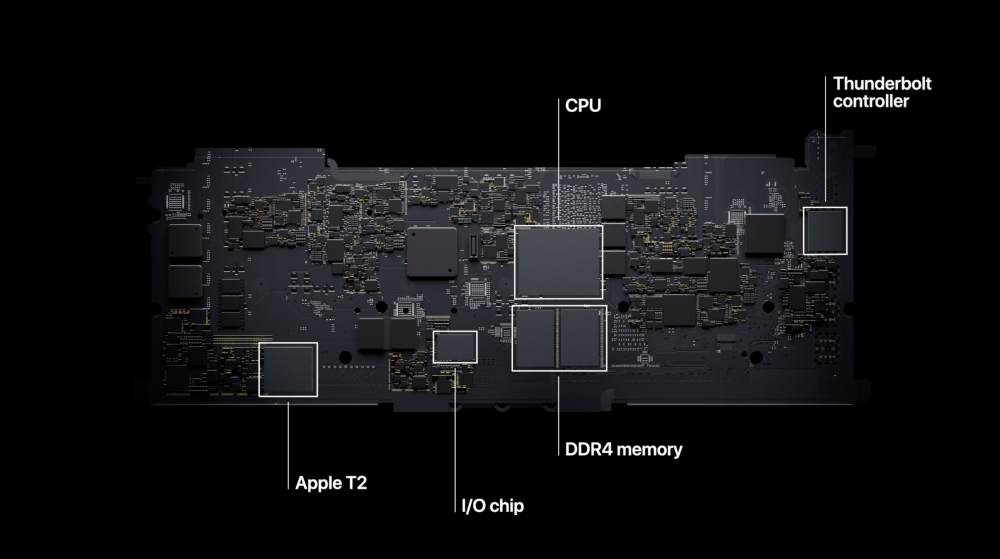 Thunderbolt
controller
CPU
DDR4 memory
Apple T2
I/O chip